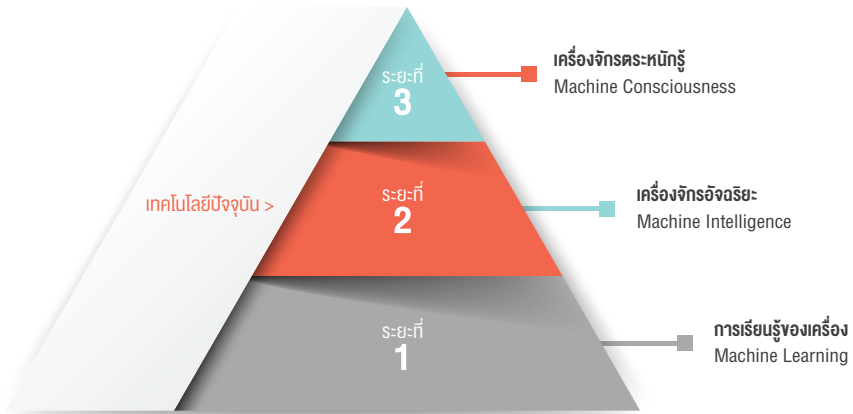 ระยะที่
3
เครื่องจักรตระหนักรู้
Machine Consciousness
เทคโนโลยีปัจจุบัน >
ระยะที่
2
เครื่องจักรอัจฉริยะ
Machine Intelligence
ระยะที่
1
การเรียนรู้ของเครื่อง
Machine Learning